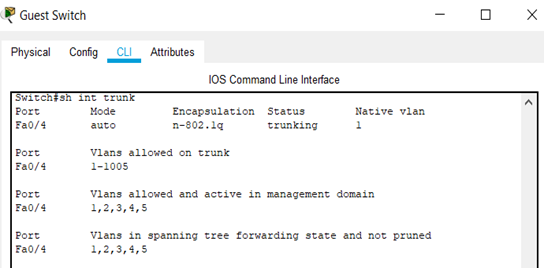 Guest Switch
Physical Config CLI Attributes
IOS Command Line Interface
Switch#sh int trunk
Port Mode Encapsulation Status Native vlan
Fa0/4 auto n-802.1q trunking 1
Port Vlans allowed on trunk
Fa0/4 1-1005
Port Vlans allowed and active in management domain
Fa0/4 1,2,3,4,5
Port Vlans in spanning tree forwarding state and not pruned
Fa0/4 1,2,3,4,5